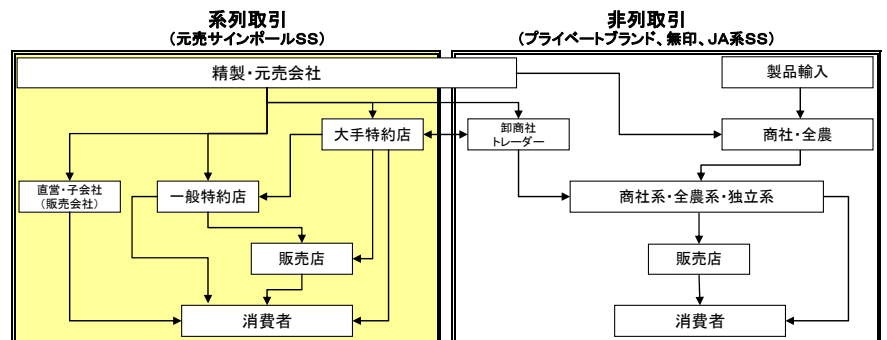 系列取引
(元売サインポールSS)
非列取引
(プライベートブランド、無印、JA系SS)
精製・元売会社
製品輸入
大手特約店
卸商社
トレーダー
商社・全農
直営・子会社
(販売会社)
一般特約店
商社系・全農系・独立系
販売店
販売店
消費者
消費者